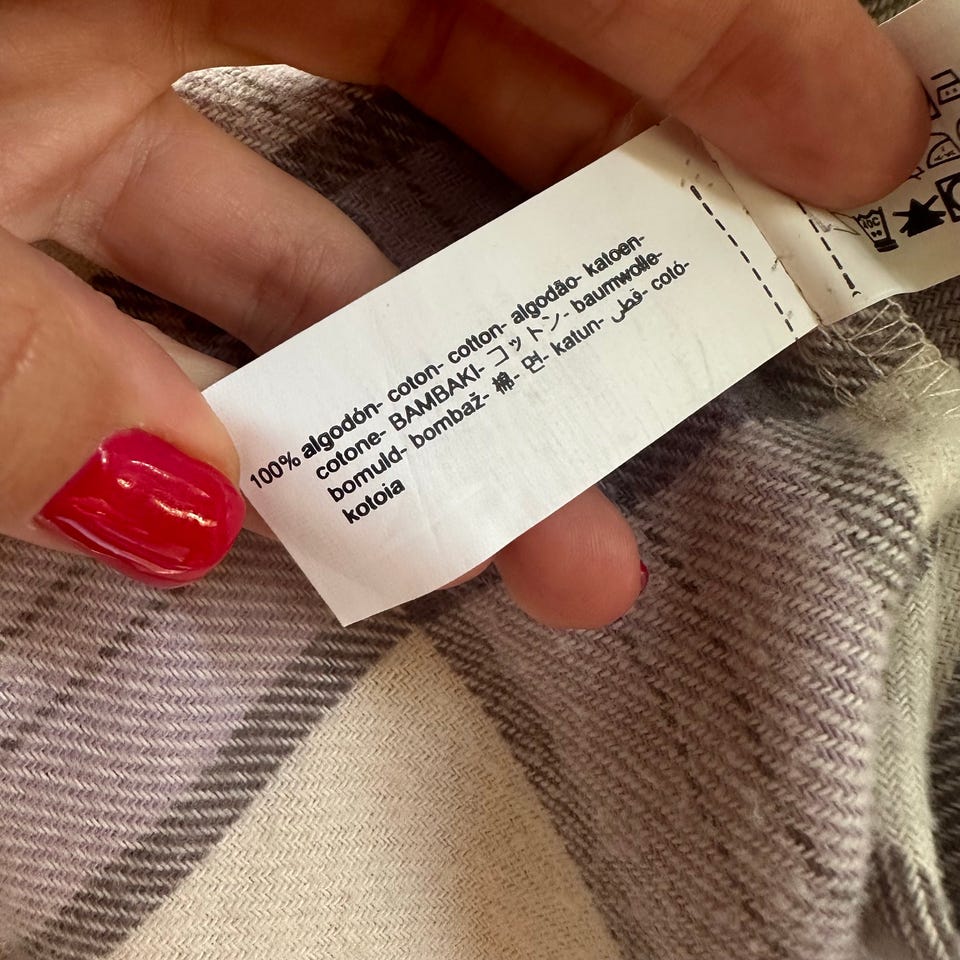 100% algodón- coton- cotton- algodão- katoen-
cotone- BAMBAKI- コットン- baumwolle-
bomuld- bombaž- 棉- 면- katun- قطن- cotó-
kotoia